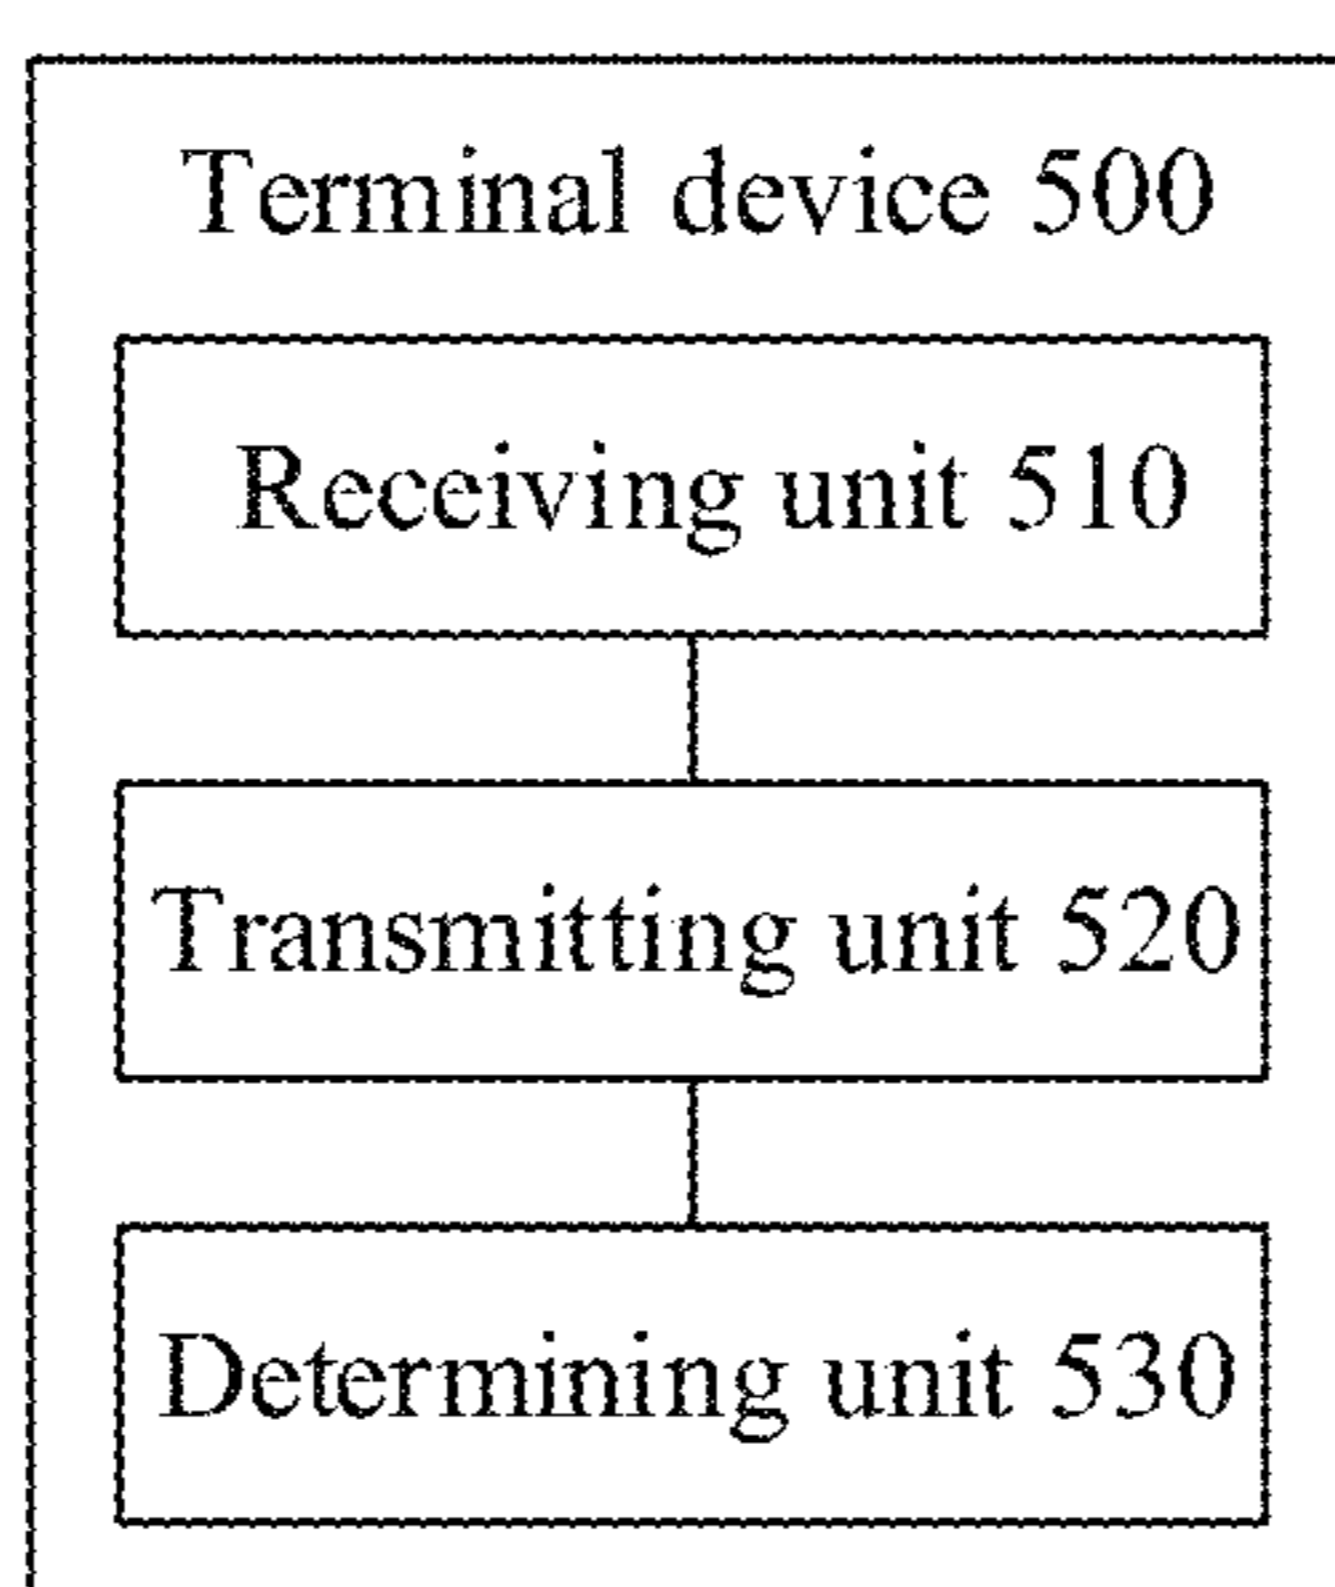 Terminal device 500
Receiving unit 510
Transmitting unit 520
Determining unit 530